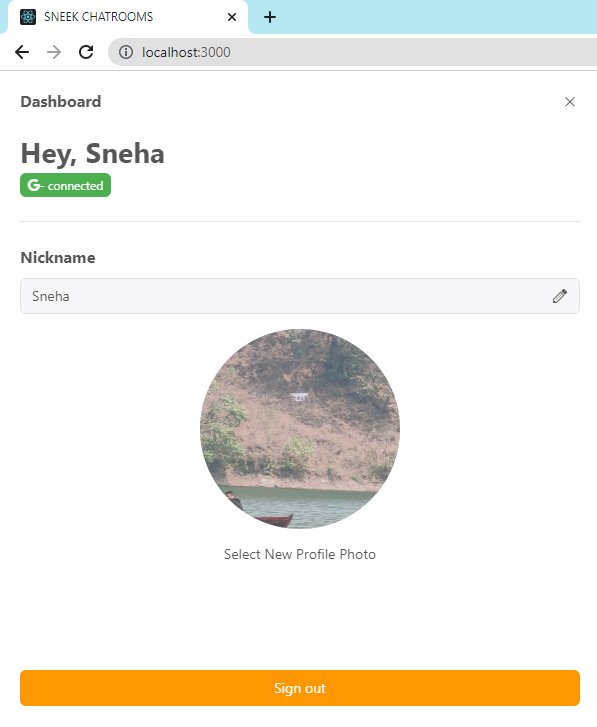 SNEEK CHATROOMS
localhost:3000
Dashboard
Hey, Sneha
G- connected
Nickname
Sneha
Select New Profile Photo
Sign out